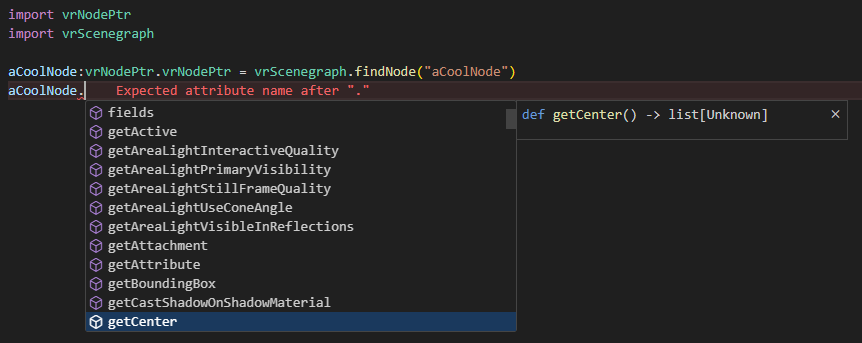 import vrNodePtr
import vrScenegraph
aCoolNode:vrNodePtr.vrNodePtr = vrScenegraph.findNode("aCoolNode")
aCoolNode. Expected attribute name after "."
fields
getActive
getAreaLightInteractiveQuality
getAreaLightPrimaryVisibility
getAreaLightStillFrameQuality
getAreaLightUseConeAngle
getAreaLightVisibleInReflections
getAttachment
getAttribute
getBoundingBox
getCastShadowOnShadowMaterial
getCenter
def getCenter() -> list[Unknown]